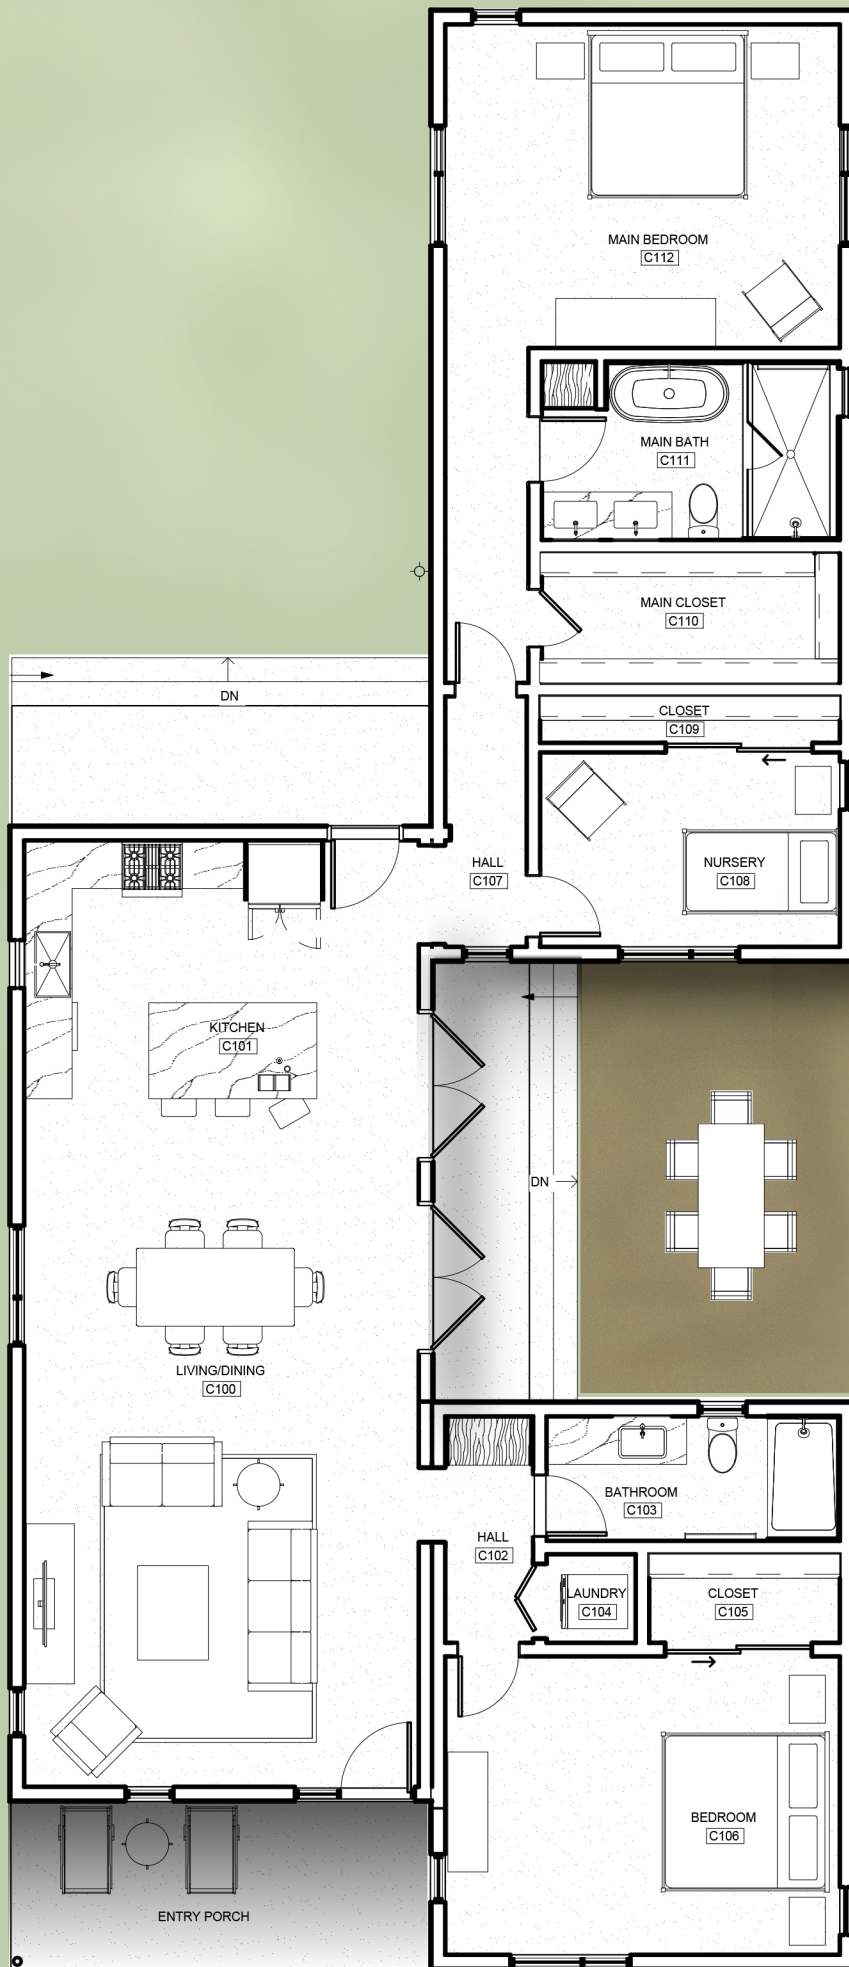 MAIN BEDROOM
C112
MAIN BATH
C111
MAIN CLOSET
C110
DN
CLOSET
C109
HALL
C107
NURSERY
C108
KITCHEN
C101
DN
LIVING/DINING
C100
BATHROOM
C103
HALL
C102
LAUNDRY
C104
CLOSET
C105
BEDROOM
C106
ENTRY PORCH